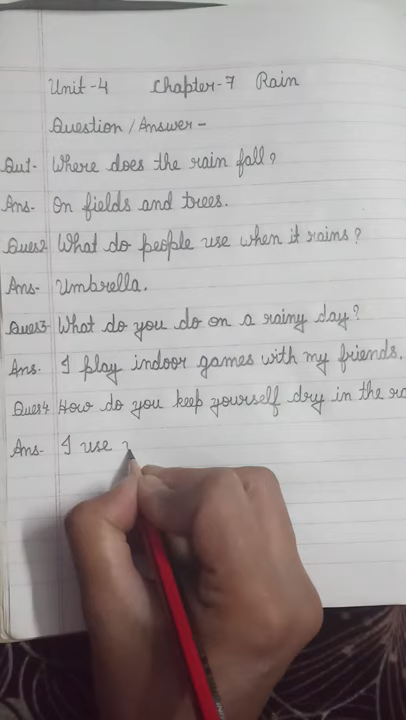 Unit-4 Chapter-7 Rain
Question/Answer-
Qu1- Where does the rain fall?
Ans- On fields and trees.
Ques2 What do people use when it rains?
Ans- Umbrella.
Ques3 What do you do on a rainy day?
Ans. I play indoor games with my friends.
Ques4 How do you keep yourself dry in the
Ans- I use